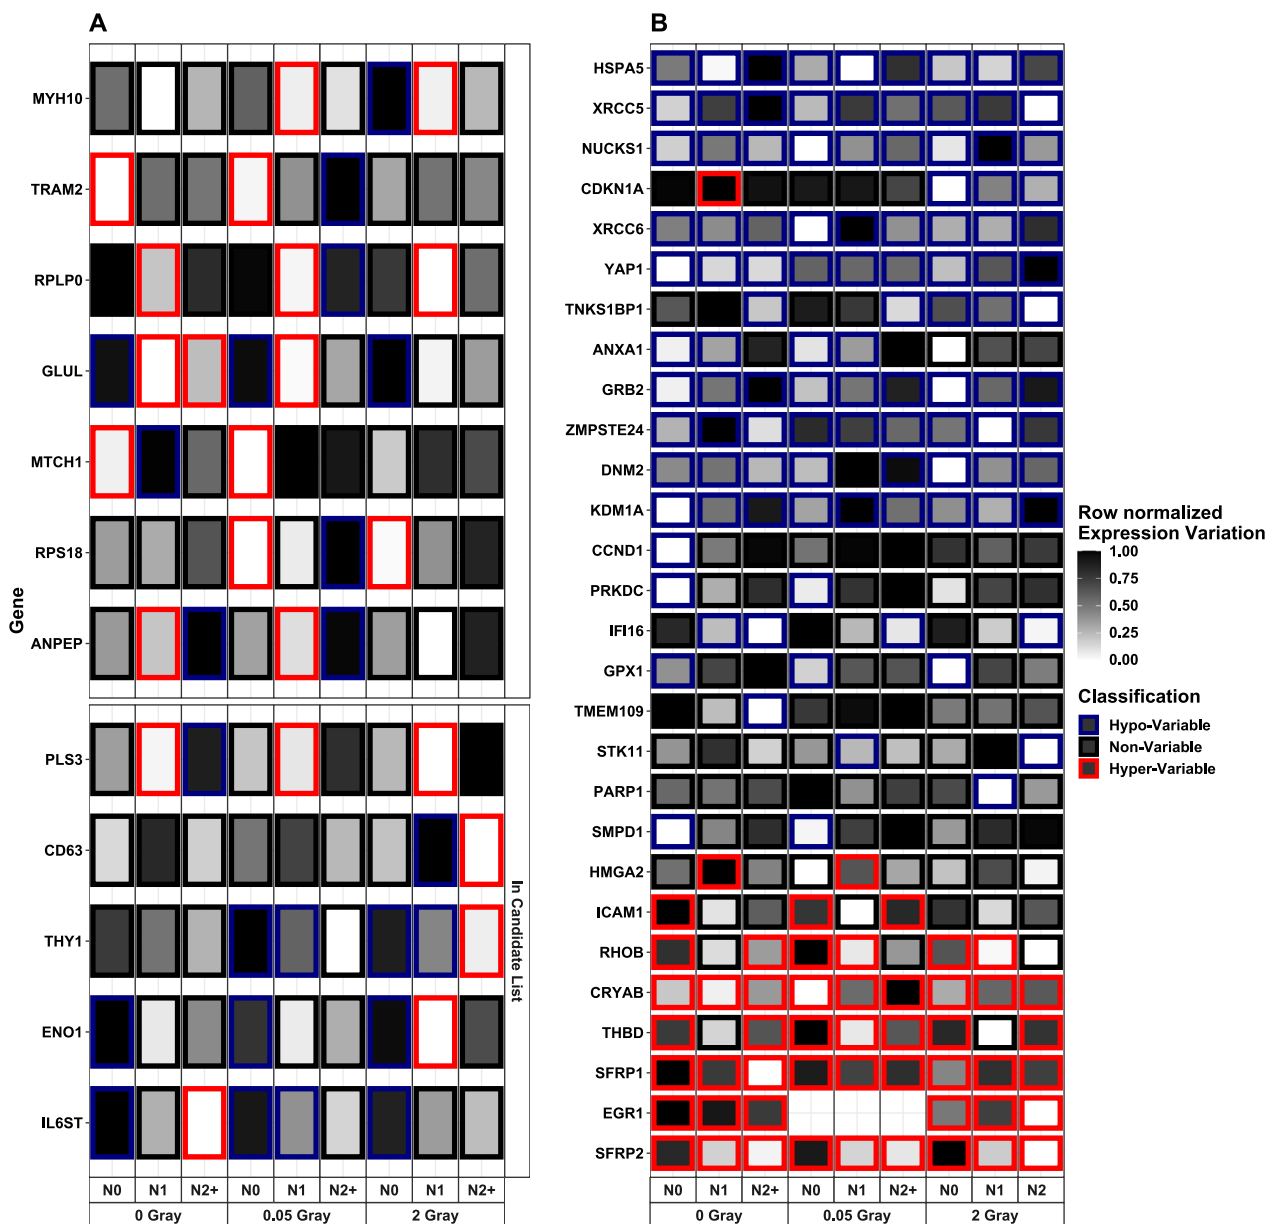 A
B
Gene
MYH10
TRAM2
RPLP0
GLUL
MTCH1
RPS18
ANPEP
PLS3
CD63
THY1
ENO1
IL6ST
In Candidate List
N0 N1 N2+ N0 N1 N2+ N0 N1 N2+
0 Gray 0.05 Gray 2 Gray
HSPA5
XRCC5
NUCKS1
CDKN1A
XRCC6
YAP1
TNKS1BP1
ANXA1
GRB2
ZMPSTE24
DNM2
KDM1A
CCND1
PRKDC
IFI16
GPX1
TMEM109
STK11
PARP1
SMPD1
HMGA2
ICAM1
RHOB
CRYAB
THBD
SFRP1
EGR1
SFRP2
N0 N1 N2+ N0 N1 N2+ N0 N1 N2
0 Gray 0.05 Gray 2 Gray
Row normalized
Expression Variation
1.00
0.75
0.50
0.25
0.00
Classification
Hypo-Variable
Non-Variable
Hyper-Variable